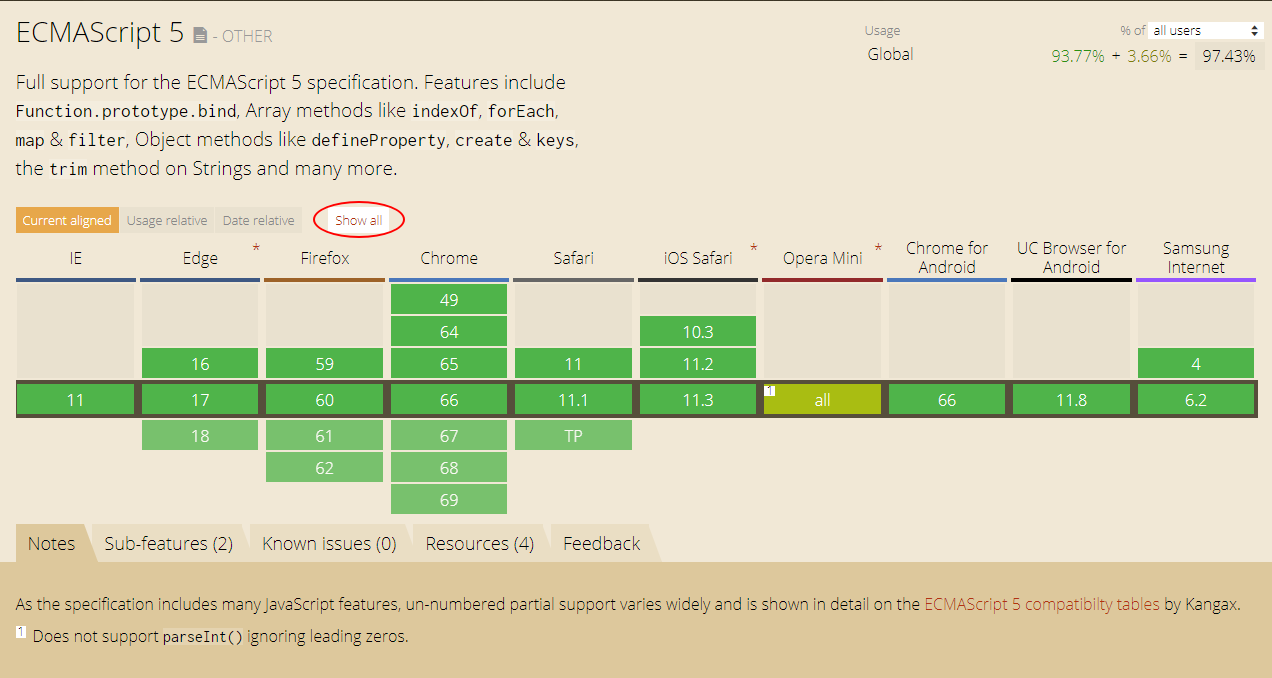 ECMAScript 5 - OTHER
Usage % of all users
Global 93.77% + 3.66% = 97.43%
Full support for the ECMAScript 5 specification. Features include
Function.prototype.bind, Array methods like indexOf, forEach,
map & filter, Object methods like defineProperty, create & keys,
the trim method on Strings and many more.
Current aligned Usage relative Date relative Show all
IE Edge * Firefox Chrome Safari iOS Safari * Opera Mini * Chrome for Android UC Browser for Android Samsung Internet
49
64 10.3
16 59 65 11 11.2 4
11 17 60 66 11.1 11.3 1 all 66 11.8 6.2
18 61 67 TP
62 68
69
Notes Sub-features (2) Known issues (0) Resources (4) Feedback
As the specification includes many JavaScript features, un-numbered partial support varies widely and is shown in detail on the ECMAScript 5 compatibilty tables by Kangax.
1 Does not support parseInt() ignoring leading zeros.